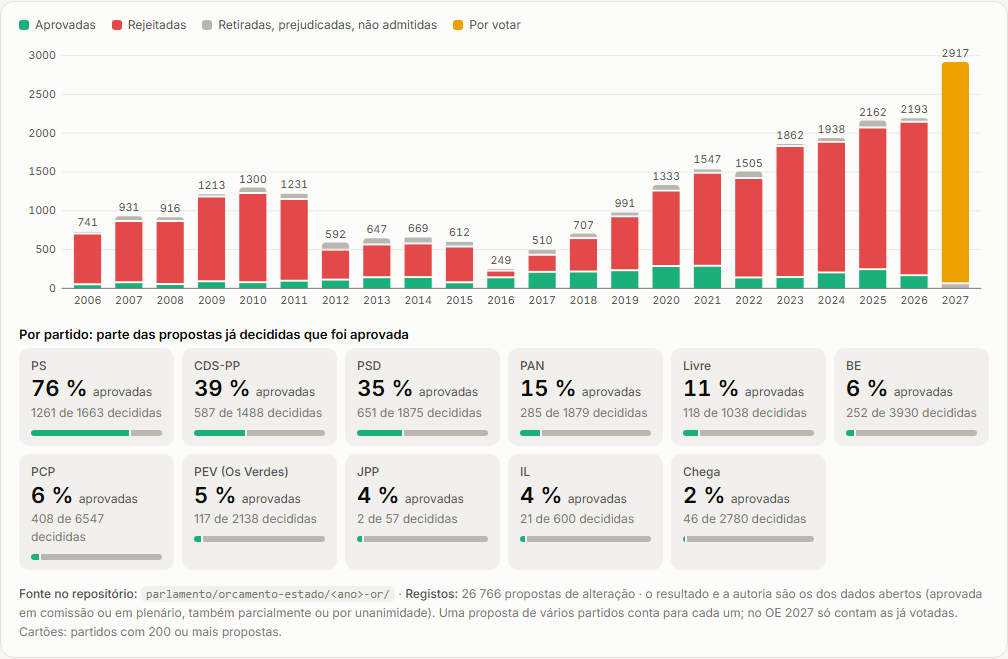 Aprovadas Rejeitadas Retiradas, prejudicadas, não admitidas Por votar
3000
2500
2000
1500
1000
500
0
741 931 916 1213 1300 1231 592 647 669 612 249 510 707 991 1333 1547 1505 1862 1938 2162 2193 2917
2006 2007 2008 2009 2010 2011 2012 2013 2014 2015 2016 2017 2018 2019 2020 2021 2022 2023 2024 2025 2026 2027
Por partido: parte das propostas já decididas que foi aprovada
PS
76 % aprovadas
1261 de 1663 decididas
CDS-PP
39 % aprovadas
587 de 1488 decididas
PSD
35 % aprovadas
651 de 1875 decididas
PAN
15 % aprovadas
285 de 1879 decididas
Livre
11 % aprovadas
118 de 1038 decididas
BE
6 % aprovadas
252 de 3930 decididas
PCP
6 % aprovadas
408 de 6547
decididas
PEV (Os Verdes)
5 % aprovadas
117 de 2138 decididas
JPP
4 % aprovadas
2 de 57 decididas
IL
4 % aprovadas
21 de 600 decididas
Chega
2 % aprovadas
46 de 2780 decididas
Fonte no repositório: parlamento/orcamento-estado/<ano>-or/ · Registos: 26 766 propostas de alteração · o resultado e a autoria são os dos dados abertos (aprovada
em comissão ou em plenário, também parcialmente ou por unanimidade). Uma proposta de vários partidos conta para cada um; no OE 2027 só contam as já votadas.
Cartões: partidos com 200 ou mais propostas.